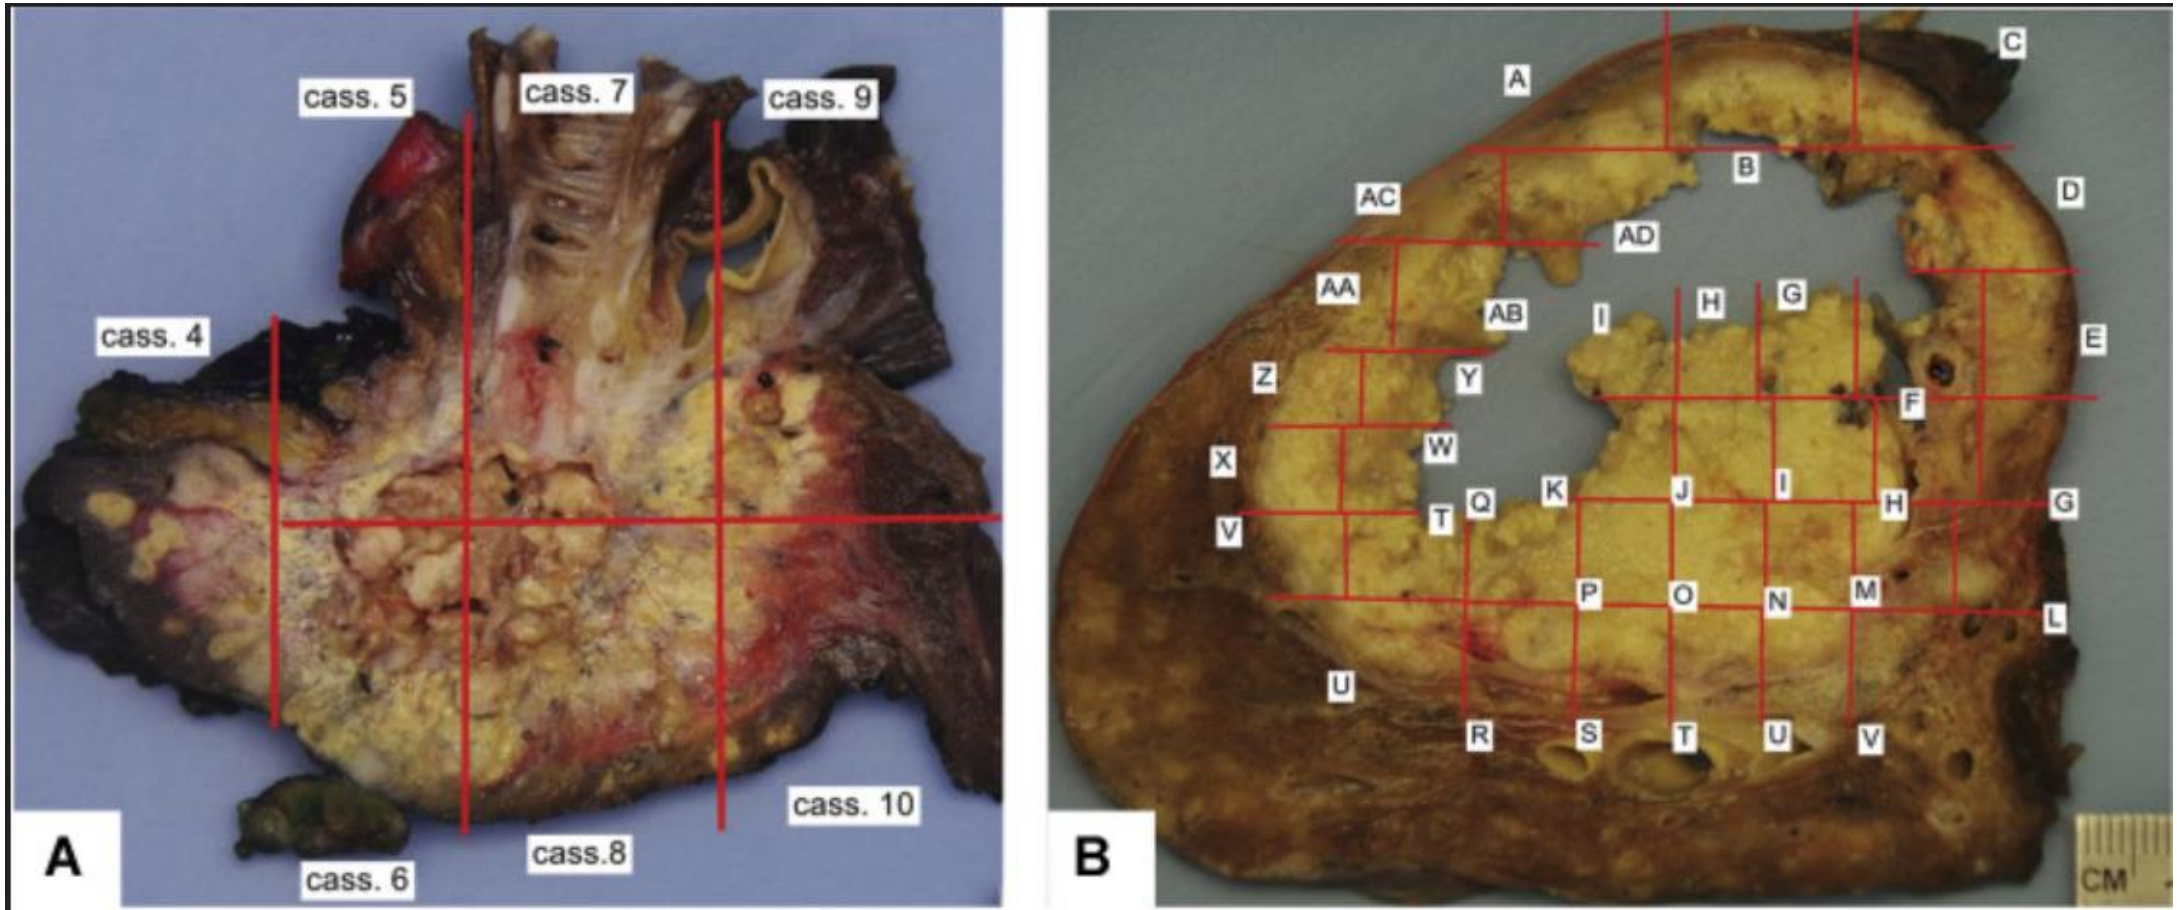 cass. 5
cass. 7
cass. 9
cass. 4
cass. 6
cass.8
cass. 10
A
A
C
B
D
AC
AD
AA
AB
I
H
G
E
Z
Y
F
X
W
K
J
I
H
G
Q
T
V
P
O
N
M
L
U
R
S
T
U
V
B
CM